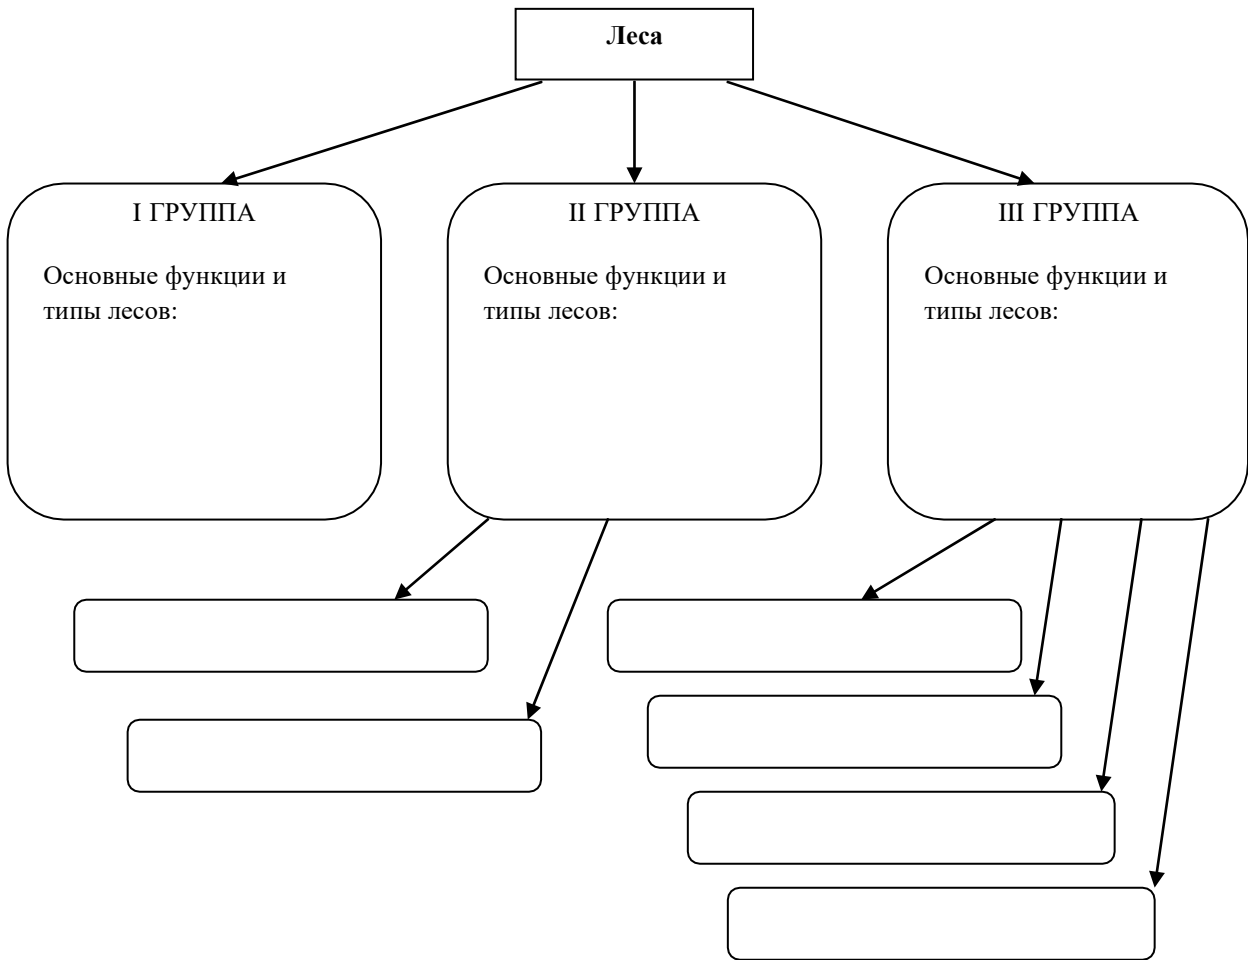 Леса
I ГРУППА
Основные функции и
типы лесов:
II ГРУППА
Основные функции и
типы лесов:
III ГРУППА
Основные функции и
типы лесов: